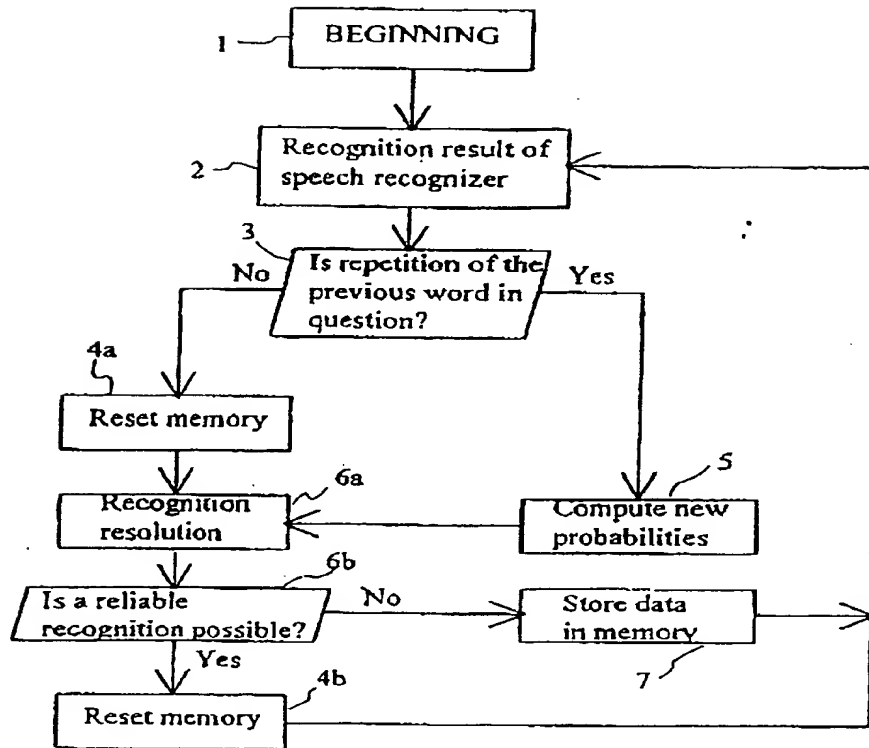 1
BEGINNING
2
Recognition result of
speech recognizer
3
No
Is repetition of the
previous word in
question?
Yes
4a
Reset memory
6a
Recognition
resolution
5
Compute new
probabilities
6b
Is a reliable
recognition possible?
No
Store data
in memory
7
Yes
4b
Reset memory